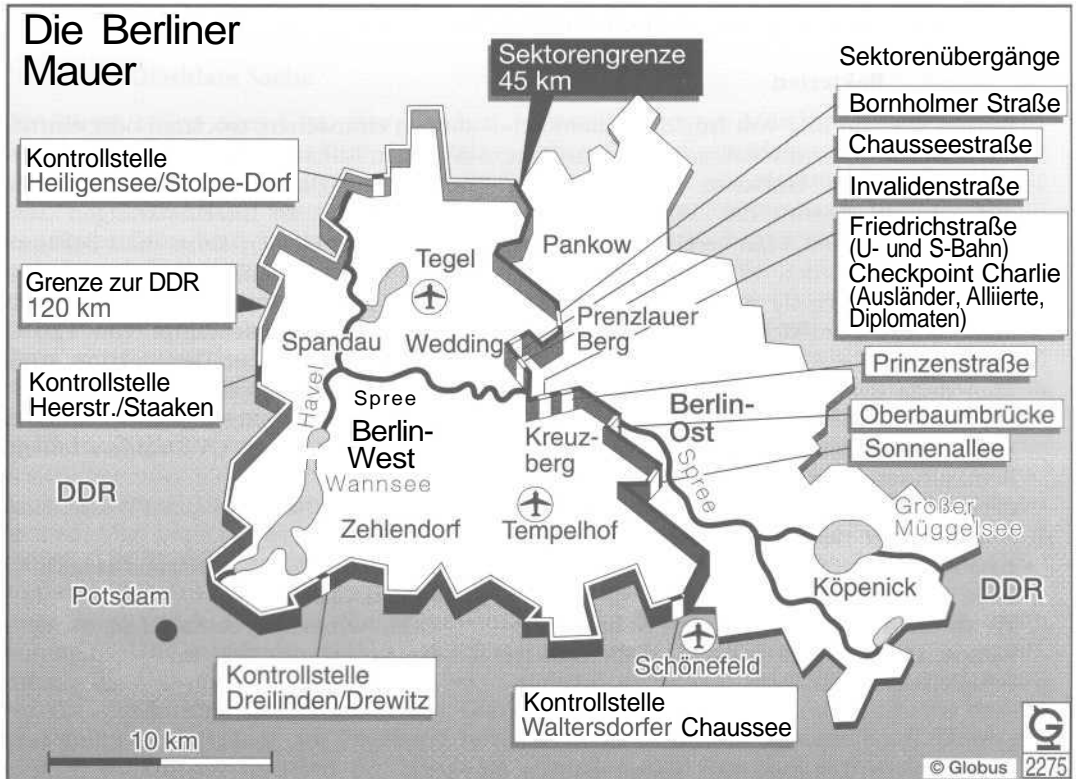 Die Berliner
Mauer
Sektorengrenze
45 km
Sektorenübergänge
Bornholmer Straße
Chausseestraße
Invalidenstraße
Friedrichstraße
(U- und S-Bahn)
Checkpoint Charlie
(Ausländer, Alliierte,
Diplomaten)
Prinzenstraße
Oberbaumbrücke
Sonnenallee
Kontrollstelle
Heiligensee/Stolpe-Dorf
Grenze zur DDR
120 km
Kontrollstelle
Heerstr./Staaken
Tegel
Pankow
Spandau
Wedding
Prenzlauer
Berg
Havel
Spree
Berlin-
West
Kreuz-
berg
Berlin-
Ost
Spree
Wannsee
Zehlendorf
Tempelhof
Großer
Müggelsee
Köpenick
DDR
DDR
Potsdam
Schönefeld
Kontrollstelle
Dreilinden/Drewitz
Kontrollstelle
Waltersdorfer Chaussee
10 km
© Globus
2275